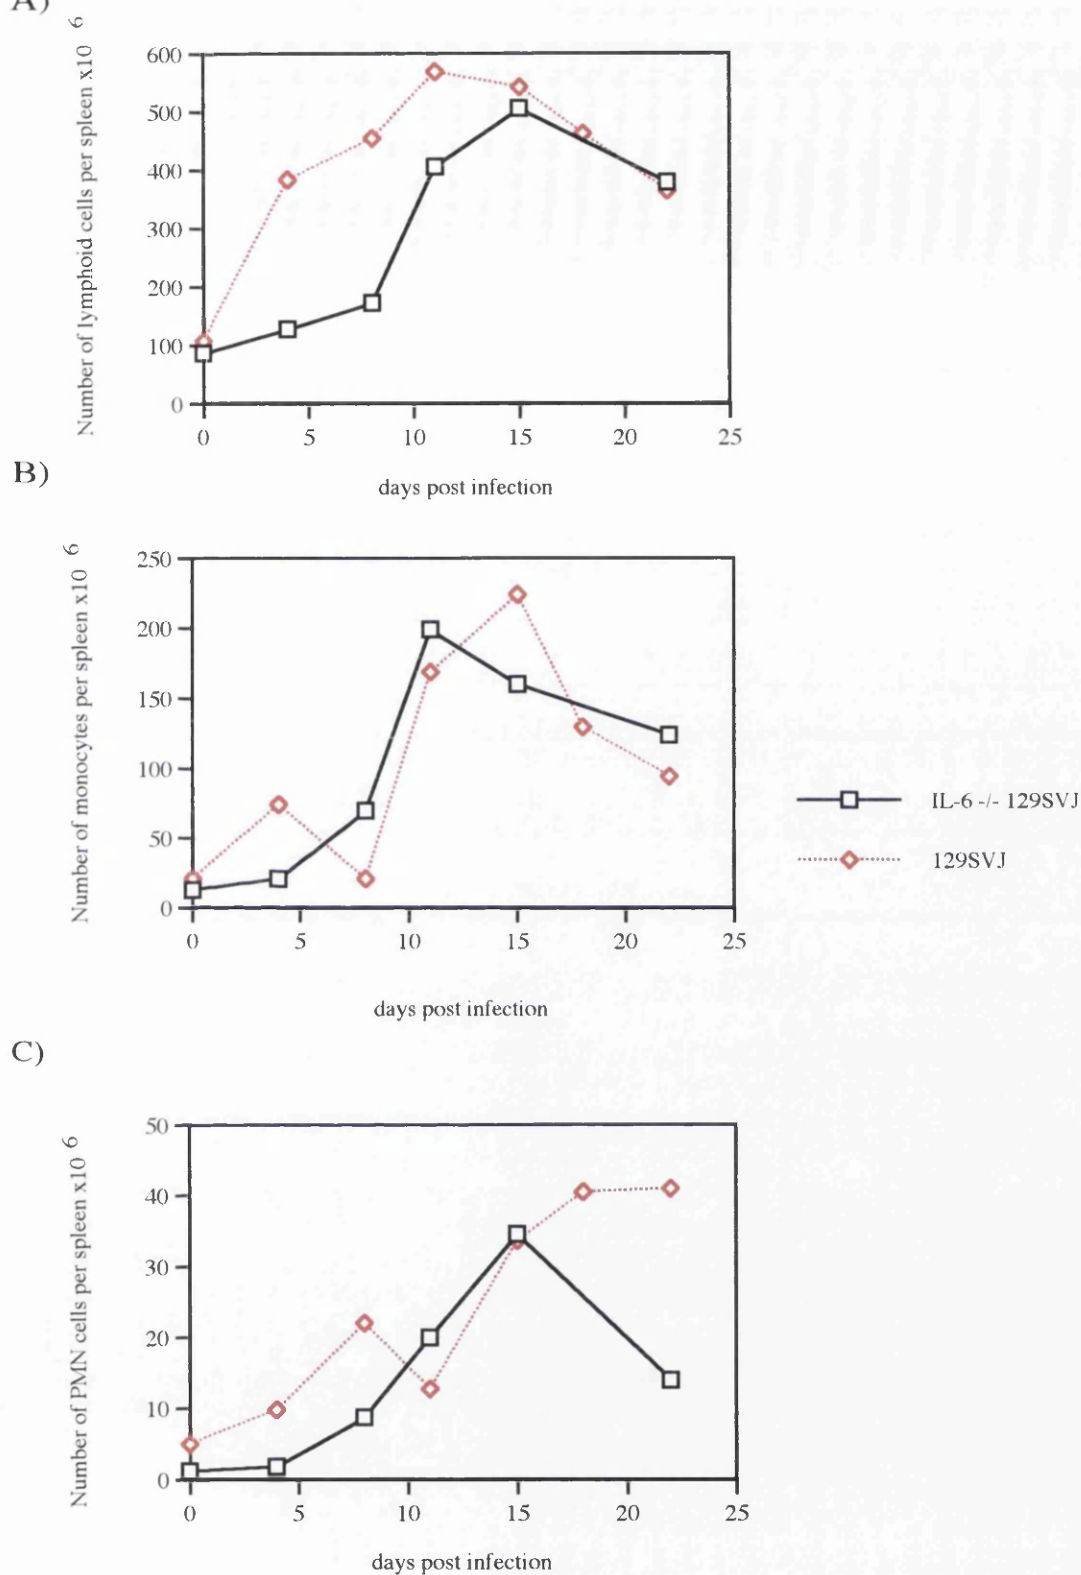 A)
Number of lymphoid cells per spleen x10 6
600
500
400
300
200
100
0
0 5 10 15 20 25
days post infection
B)
Number of monocytes per spleen x10 6
250
200
150
100
50
0
0 5 10 15 20 25
days post infection
IL-6 -/- 129SVJ
129SVJ
C)
Number of PMN cells per spleen x10 6
50
40
30
20
10
0
0 5 10 15 20 25
days post infection